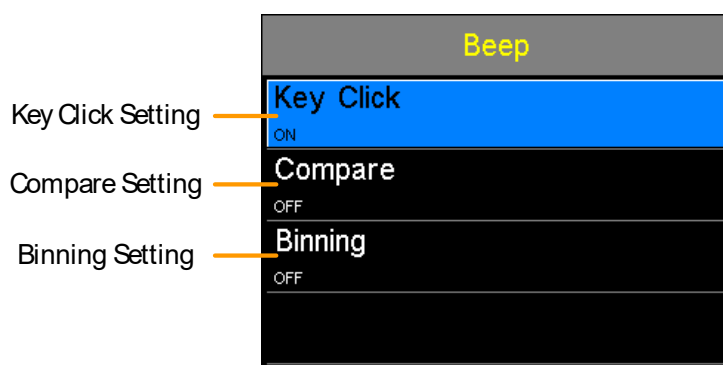 Beep
Key Click Setting
Key Click
ON
Compare Setting
Compare
OFF
Binning Setting
Binning
OFF